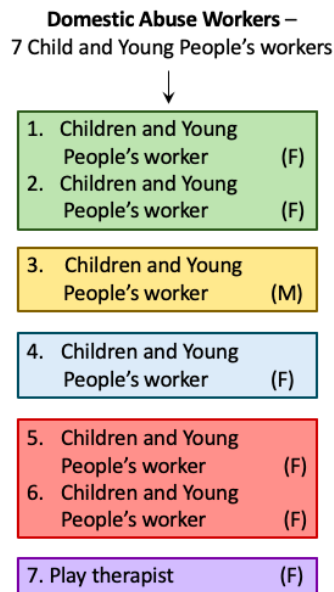 Domestic Abuse Workers –
7 Child and Young People's workers
1. Children and Young
People's worker (F)
2. Children and Young
People's worker (F)
3. Children and Young
People's worker (M)
4. Children and Young
People's worker (F)
5. Children and Young
People's worker (F)
6. Children and Young
People's worker (F)
7. Play therapist (F)